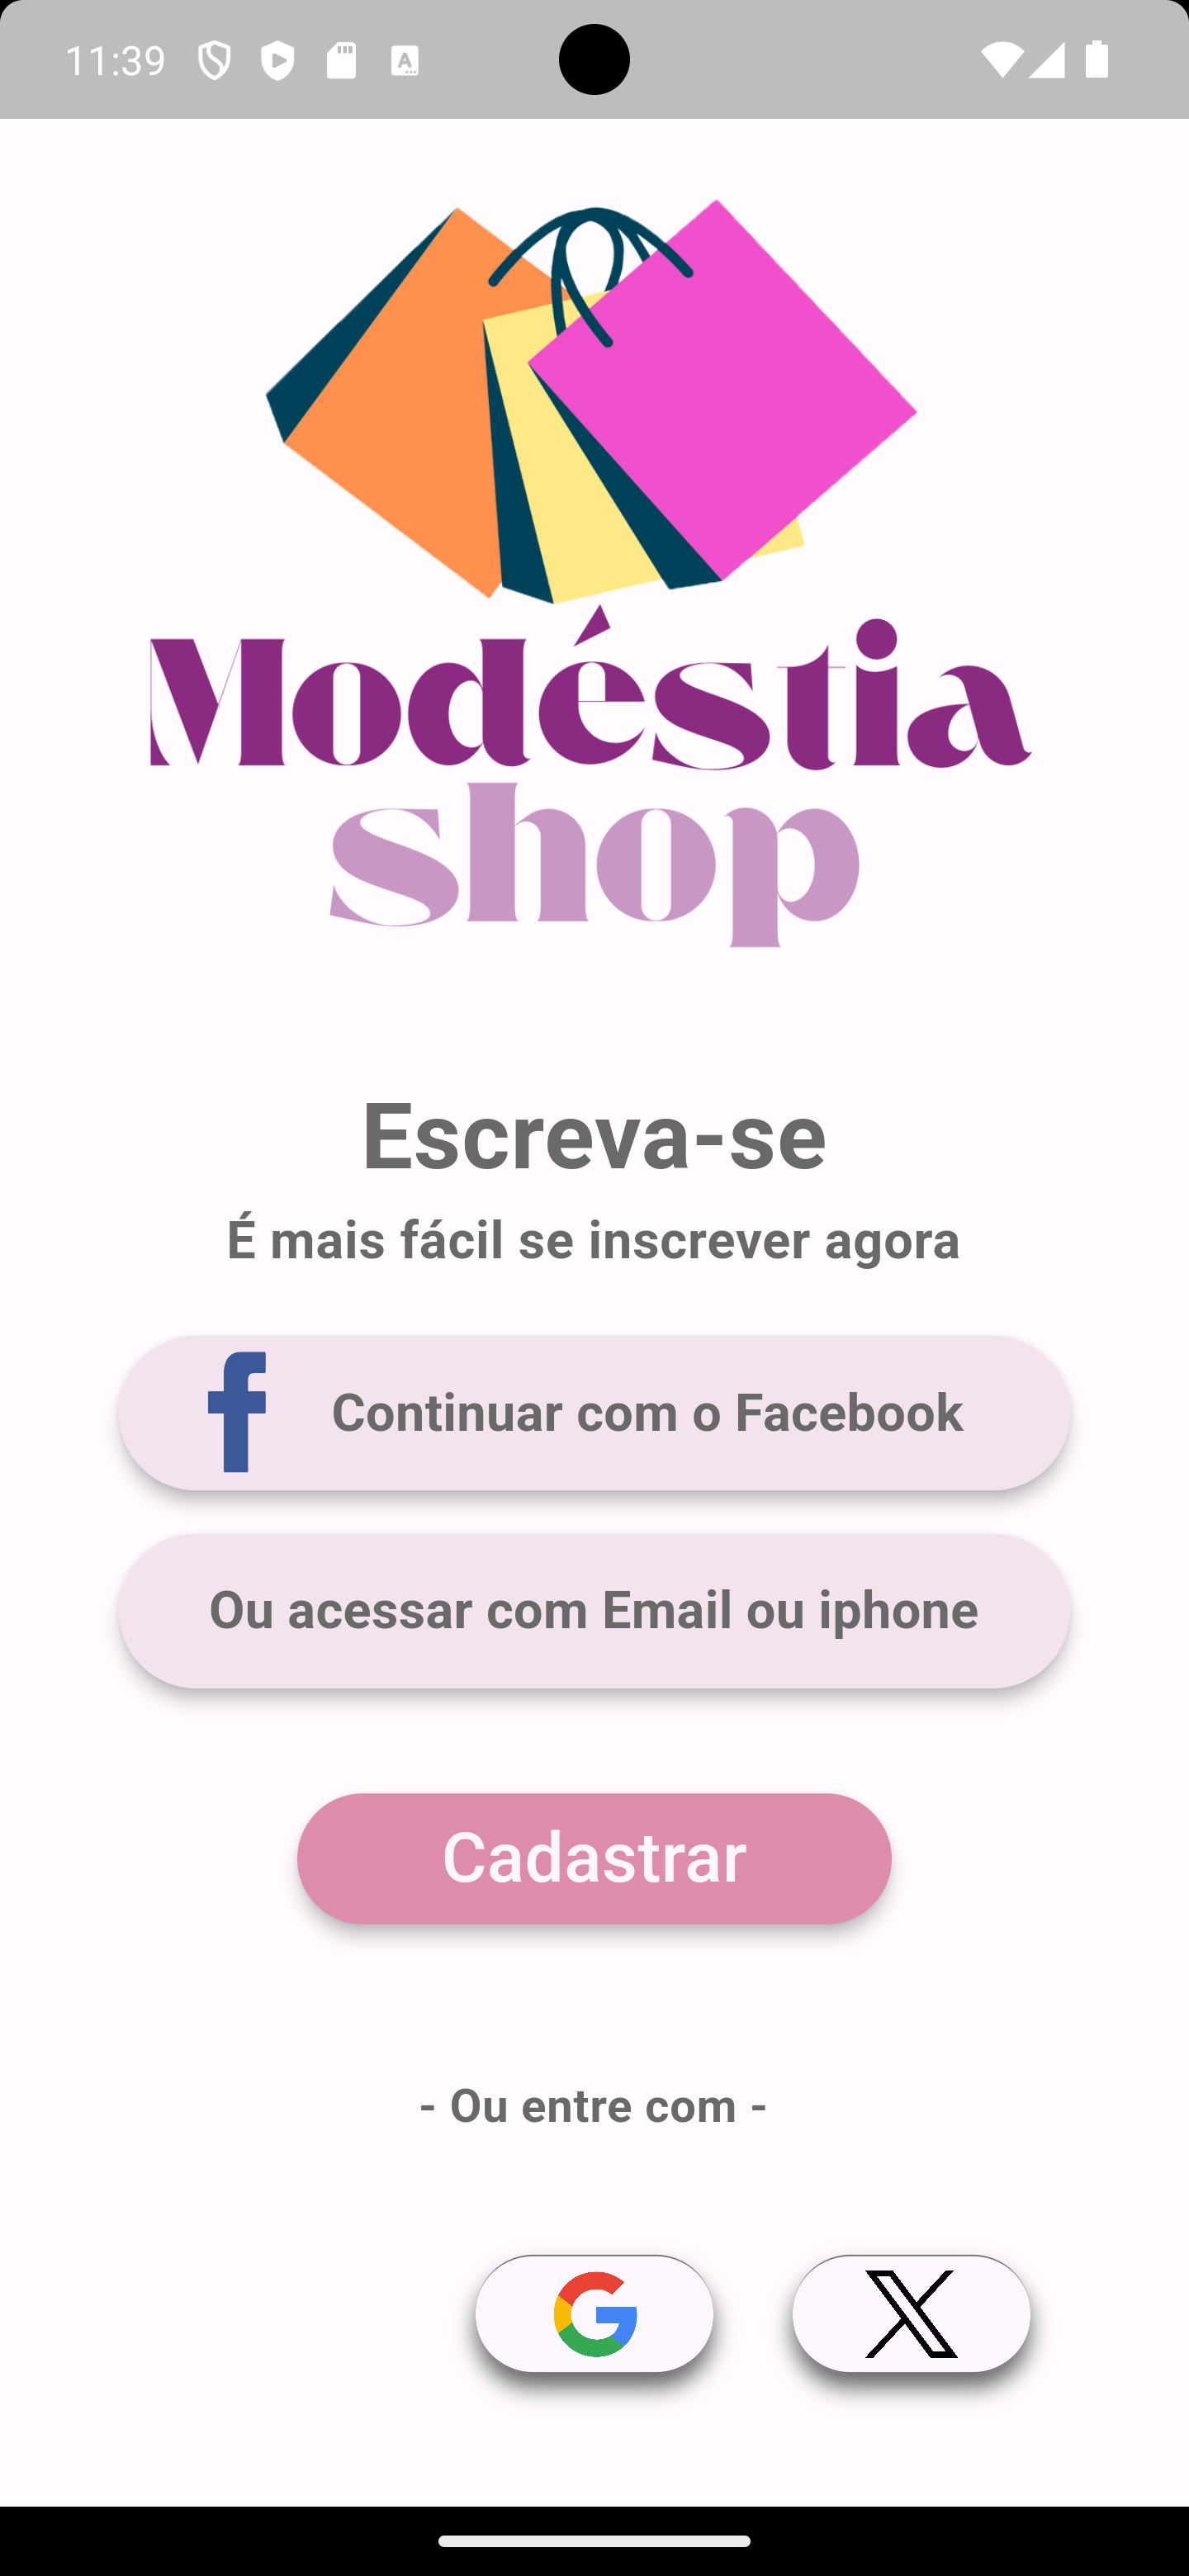 11:39
Modéstia
shop
Escreva-se
É mais fácil se inscrever agora
Continuar com o Facebook
Ou acessar com Email ou iphone
Cadastrar
- Ou entre com -